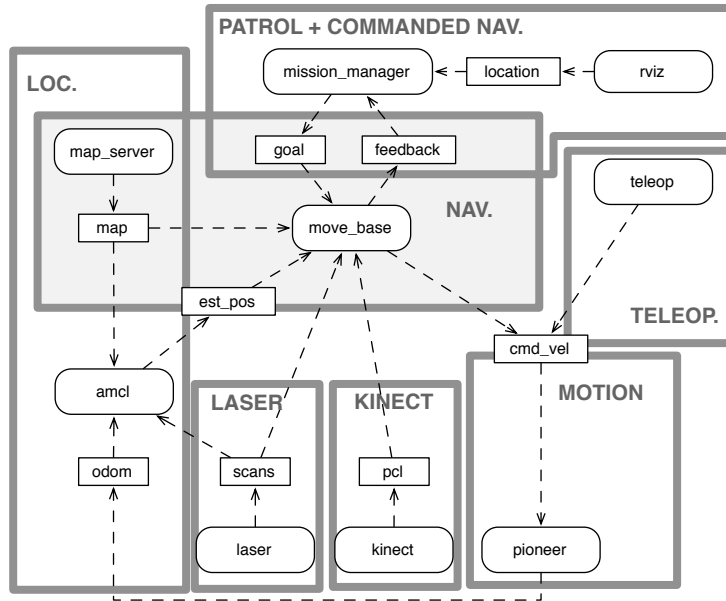 PATROL + COMMANDED NAV.
LOC.
mission_manager
location
rviz
map_server
goal
feedback
teleop
map
move_base
NAV.
est_pos
TELEOP.
cmd_vel
amcl
LASER
KINECT
MOTION
odom
scans
pcl
laser
kinect
pioneer